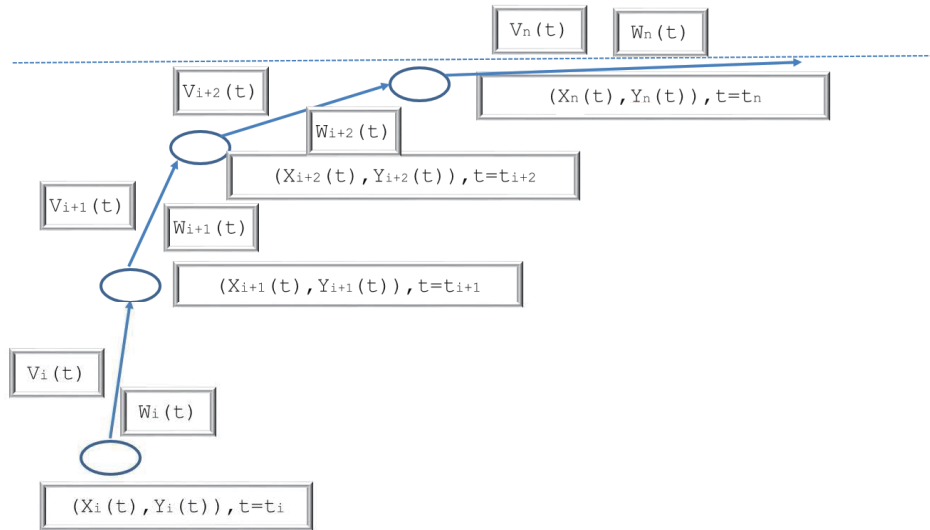 Vₙ(t) Wₙ(t)
Vᵢ₊₂(t)
(Xₙ(t),Yₙ(t)),t=tₙ
Wᵢ₊₂(t)
(Xᵢ₊₂(t),Yᵢ₊₂(t)),t=tᵢ₊₂
Vᵢ₊₁(t)
Wᵢ₊₁(t)
(Xᵢ₊₁(t),Yᵢ₊₁(t)),t=tᵢ₊₁
Vᵢ(t)
Wᵢ(t)
(Xᵢ(t),Yᵢ(t)),t=tᵢ